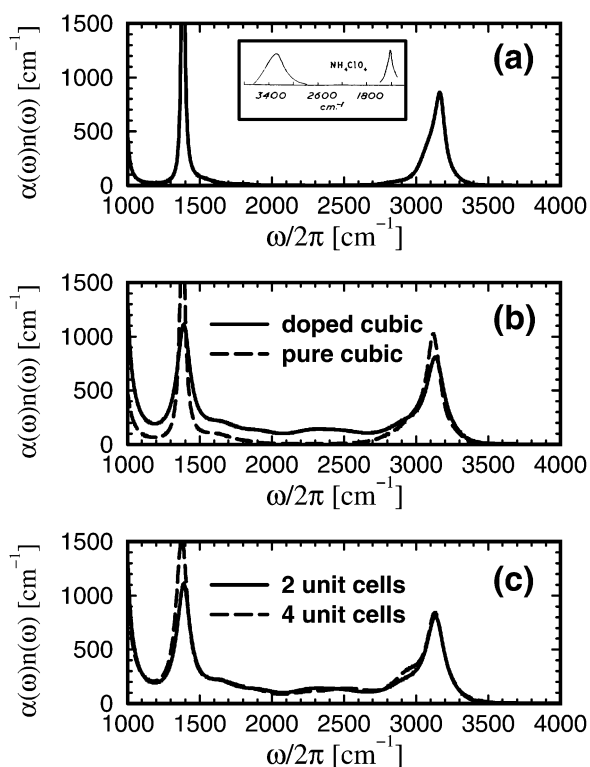 (a)
1500
1000
500
0
α(ω)n(ω) [cm⁻¹]
NH₄ClO₄
3400 2600 1800
cm.⁻¹
1000 1500 2000 2500 3000 3500 4000
ω/2π [cm⁻¹]
(b)
1500
1000
500
0
α(ω)n(ω) [cm⁻¹]
doped cubic
pure cubic
1000 1500 2000 2500 3000 3500 4000
ω/2π [cm⁻¹]
(c)
1500
1000
500
0
α(ω)n(ω) [cm⁻¹]
2 unit cells
4 unit cells
1000 1500 2000 2500 3000 3500 4000
ω/2π [cm⁻¹]